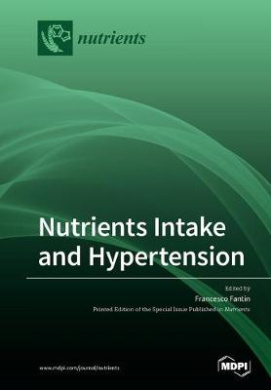 nutrients
Nutrients Intake
and Hypertension
Edited by
Francesco Fantin
Printed Edition of the Special Issue Published in Nutrients
www.mdpi.com/journal/nutrients
MDPI